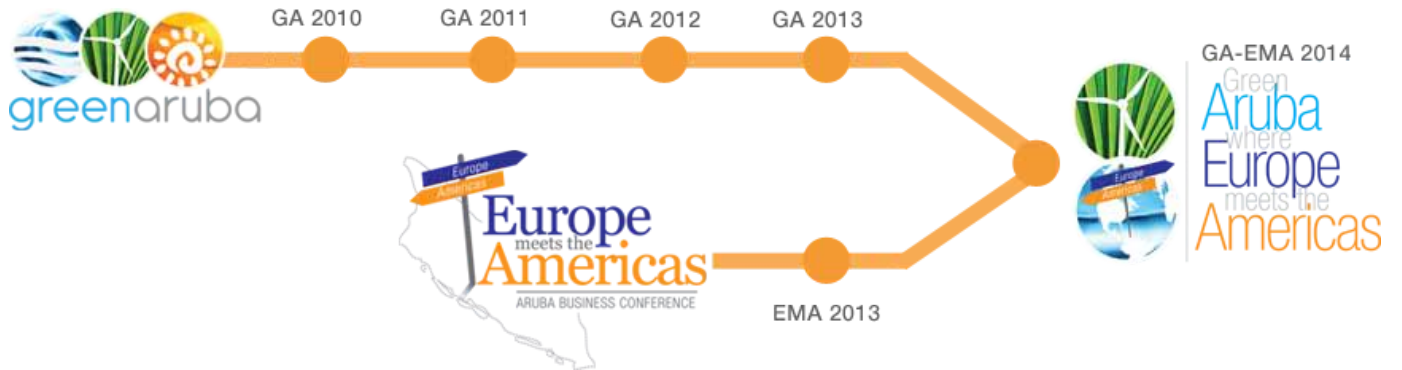 GA 2010
GA 2011
GA 2012
GA 2013
greenaruba
GA-EMA 2014
Green
Aruba
where
Europe
meets the
Americas
Europe
Americas
Europe
Americas
Europe
meets the
Americas
ARUBA BUSINESS CONFERENCE
EMA 2013